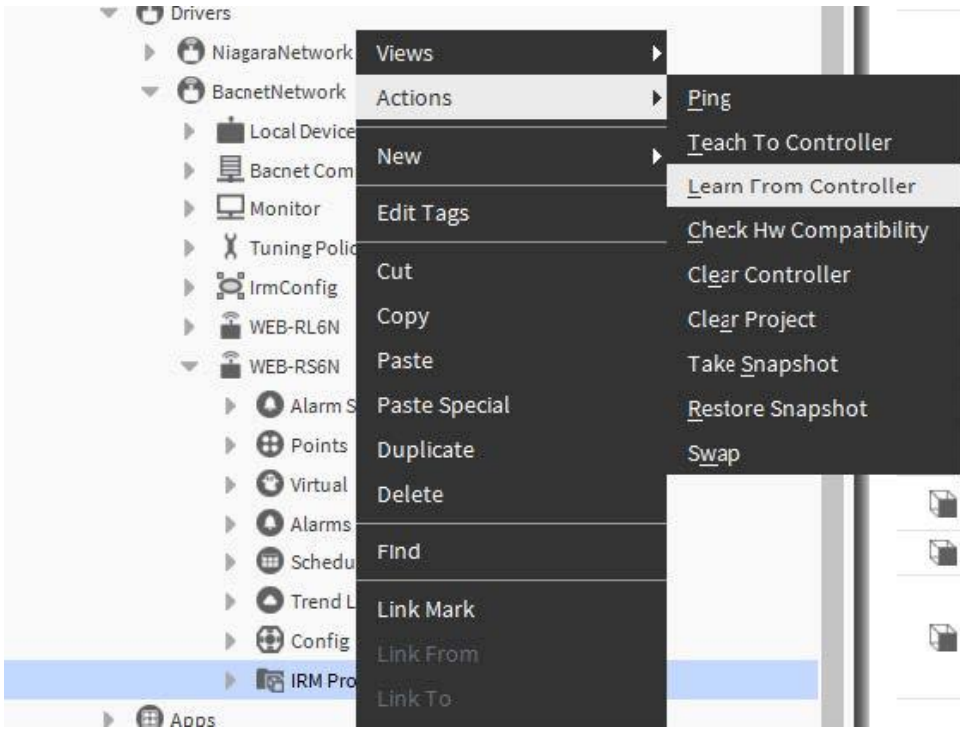 Drivers
NiagaraNetwork
BacnetNetwork
Local Device
Bacnet Com
Monitor
Tuning Polic
IrmConfig
WEB-RL6N
WEB-RS6N
Alarm S
Points
Virtual
Alarms
Schedu
Trend L
Config
IRM Pro
Apps
Views
Actions
New
Edit Tags
Cut
Copy
Paste
Paste Special
Duplicate
Delete
Find
Link Mark
Link From
Link To
Ping
Teach To Controller
Learn From Controller
Check Hw Compatibility
Clear Controller
Clear Project
Take Snapshot
Restore Snapshot
Swap